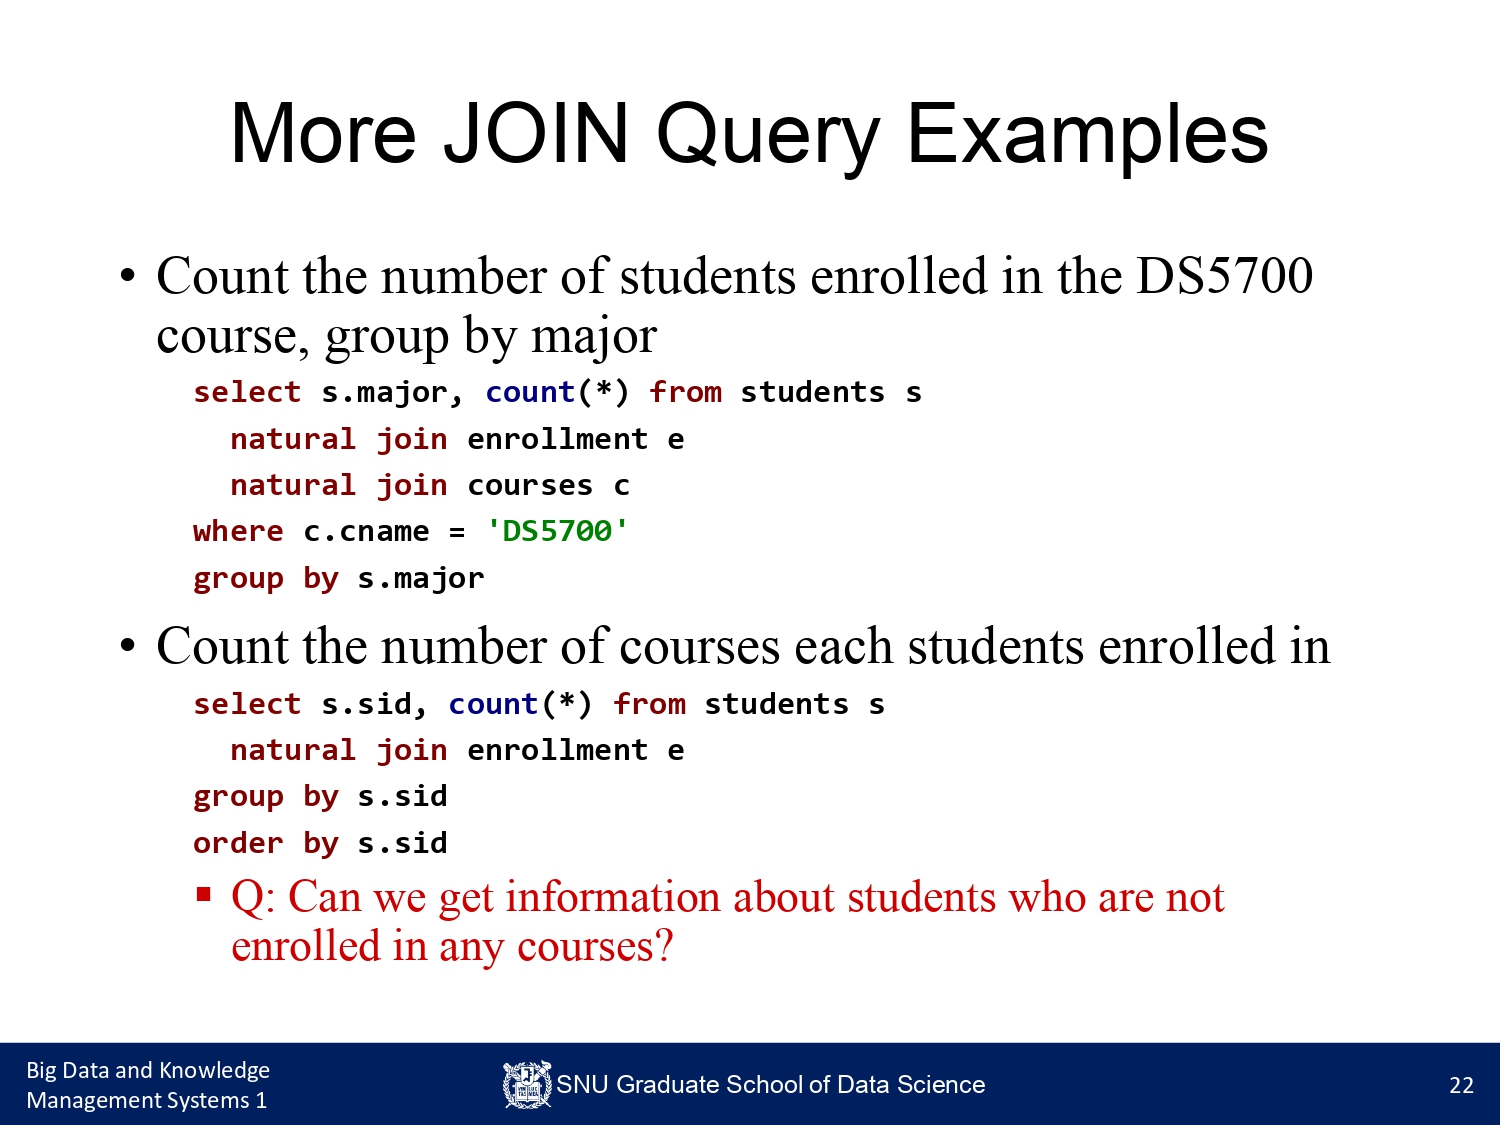 More JOIN Query Examples
• Count the number of students enrolled in the DS5700
course, group by major
select s.major, count(*) from students s
natural join enrollment e
natural join courses c
where c.cname = 'DS5700'
group by s.major
• Count the number of courses each students enrolled in
select s.sid, count(*) from students s
natural join enrollment e
group by s.sid
order by s.sid
▪ Q: Can we get information about students who are not
enrolled in any courses?
Big Data and Knowledge
Management Systems 1
SNU Graduate School of Data Science
22